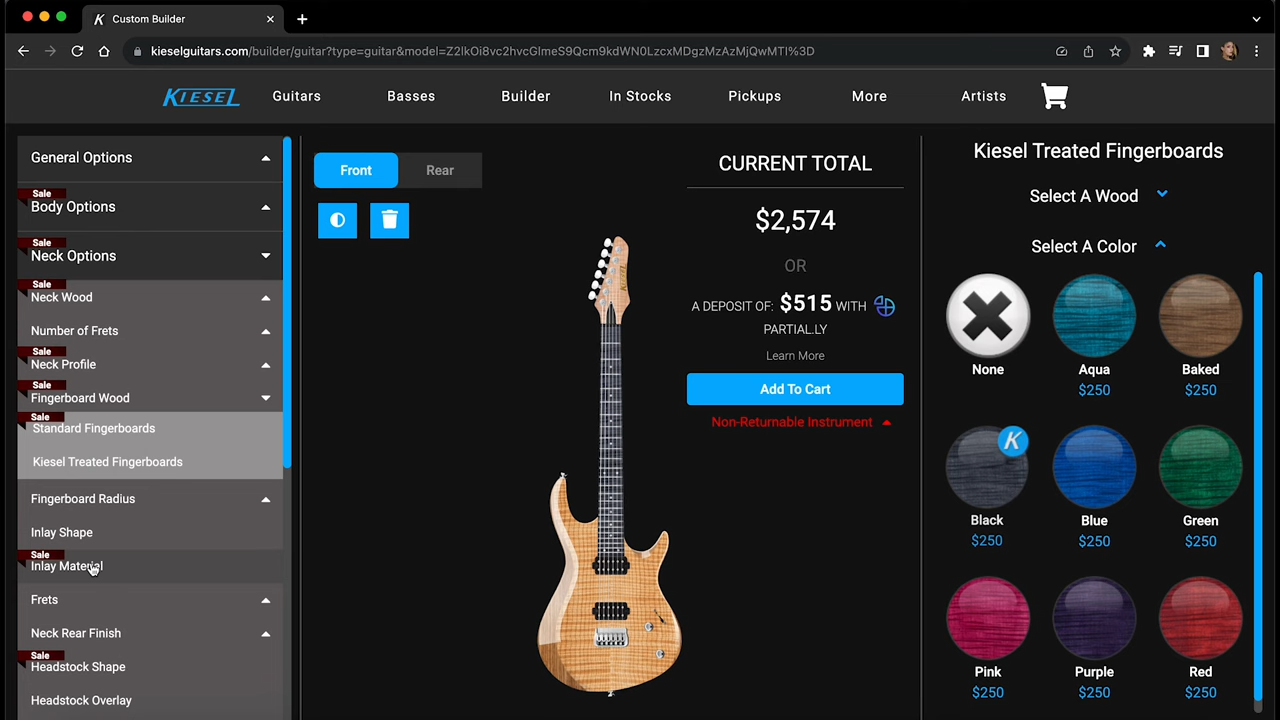 Custom Builder
kieselguitars.com/builder/guitar?type=guitar&model=Z2lkOi8vc2hvcGlmeS9Qcm9kdWN0LzcxMDgzMzAzMjQwMTI%3D
KIESEL
Guitars
Basses
Builder
In Stocks
Pickups
More
Artists
General Options
Sale
Body Options
Sale
Neck Options
Sale
Neck Wood
Number of Frets
Sale
Neck Profile
Sale
Fingerboard Wood
Sale
Standard Fingerboards
Kiesel Treated Fingerboards
Fingerboard Radius
Inlay Shape
Sale
Inlay Material
Frets
Neck Rear Finish
Sale
Headstock Shape
Headstock Overlay
Front
Rear
KIESEL
CURRENT TOTAL
$2,574
OR
A DEPOSIT OF: $515 WITH
PARTIAL.LY
Learn More
Add To Cart
Non-Returnable Instrument
Kiesel Treated Fingerboards
Select A Wood
Select A Color
None
Aqua
$250
Baked
$250
K
Black
$250
Blue
$250
Green
$250
Pink
$250
Purple
$250
Red
$250